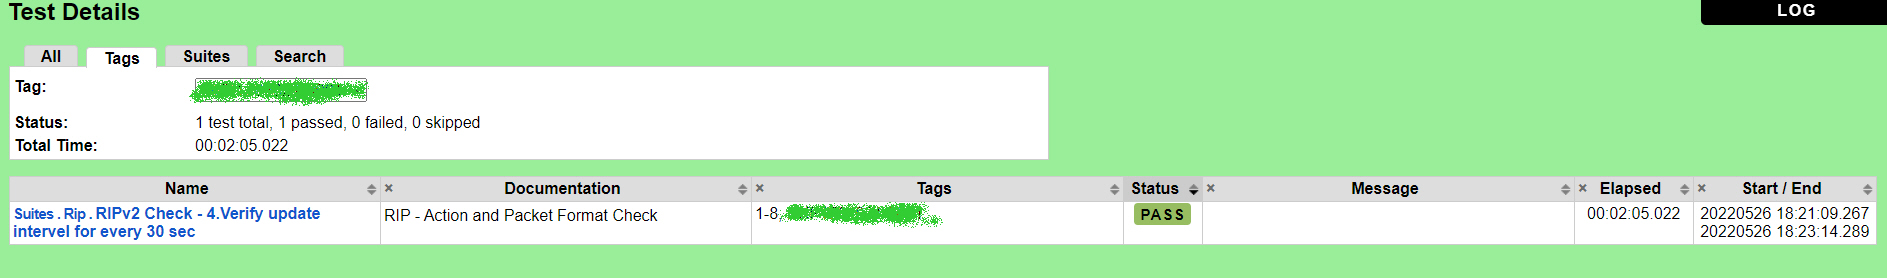 Test Details
LOG
All Tags Suites Search
Tag:
Status: 1 test total, 1 passed, 0 failed, 0 skipped
Total Time: 00:02:05.022
Name × Documentation × Tags Status × Message × Elapsed × Start / End
Suites . Rip . RIPv2 Check - 4.Verify update RIP - Action and Packet Format Check 1-8 PASS 00:02:05.022 20220526 18:21:09.267
intervel for every 30 sec 20220526 18:23:14.289